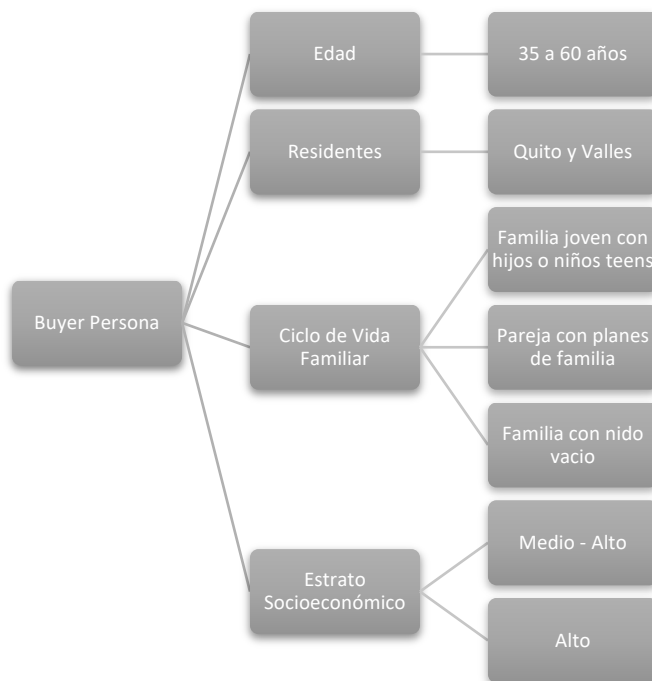 Buyer Persona
Edad
35 a 60 años
Residentes
Quito y Valles
Ciclo de Vida
Familiar
Familia joven con
hijos o niños teens
Pareja con planes
de familia
Familia con nido
vacio
Estrato
Socioeconómico
Medio - Alto
Alto